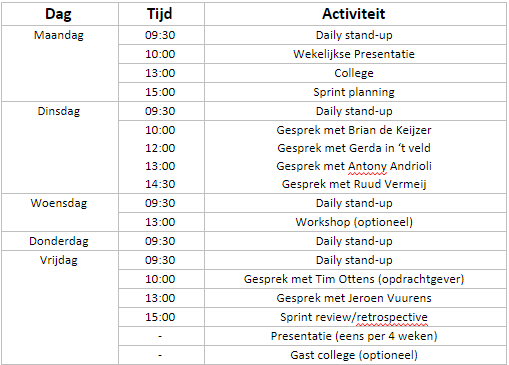 Dag Tijd Activiteit
Maandag 09:30 Daily stand-up
10:00 Wekelijkse Presentatie
13:00 College
15:00 Sprint planning
Dinsdag 09:30 Daily stand-up
10:00 Gesprek met Brian de Keijzer
12:00 Gesprek met Gerda in ‘t veld
13:00 Gesprek met Antony Andrioli
14:30 Gesprek met Ruud Vermeij
Woensdag 09:30 Daily stand-up
13:00 Workshop (optioneel)
Donderdag 09:30 Daily stand-up
Vrijdag 09:30 Daily stand-up
10:00 Gesprek met Tim Ottens (opdrachtgever)
13:00 Gesprek met Jeroen Vuurens
15:00 Sprint review/retrospective
- Presentatie (eens per 4 weken)
- Gast college (optioneel)